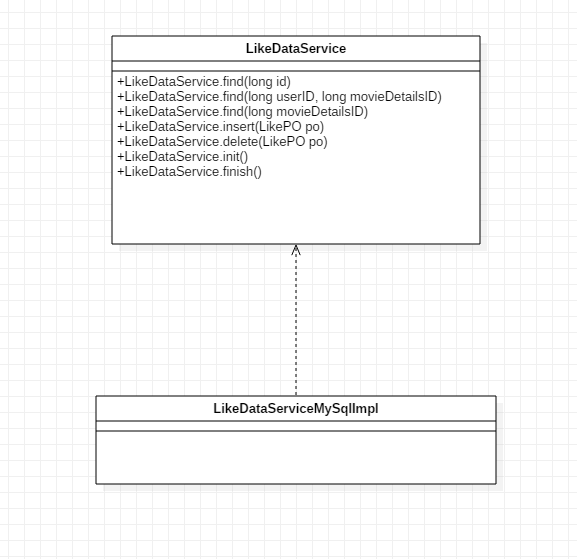 LikeDataService
+LikeDataService.find(long id)
+LikeDataService.find(long userID, long movieDetailsID)
+LikeDataService.find(long movieDetailsID)
+LikeDataService.insert(LikePO po)
+LikeDataService.delete(LikePO po)
+LikeDataService.init()
+LikeDataService.finish()
LikeDataServiceMySqlImpl